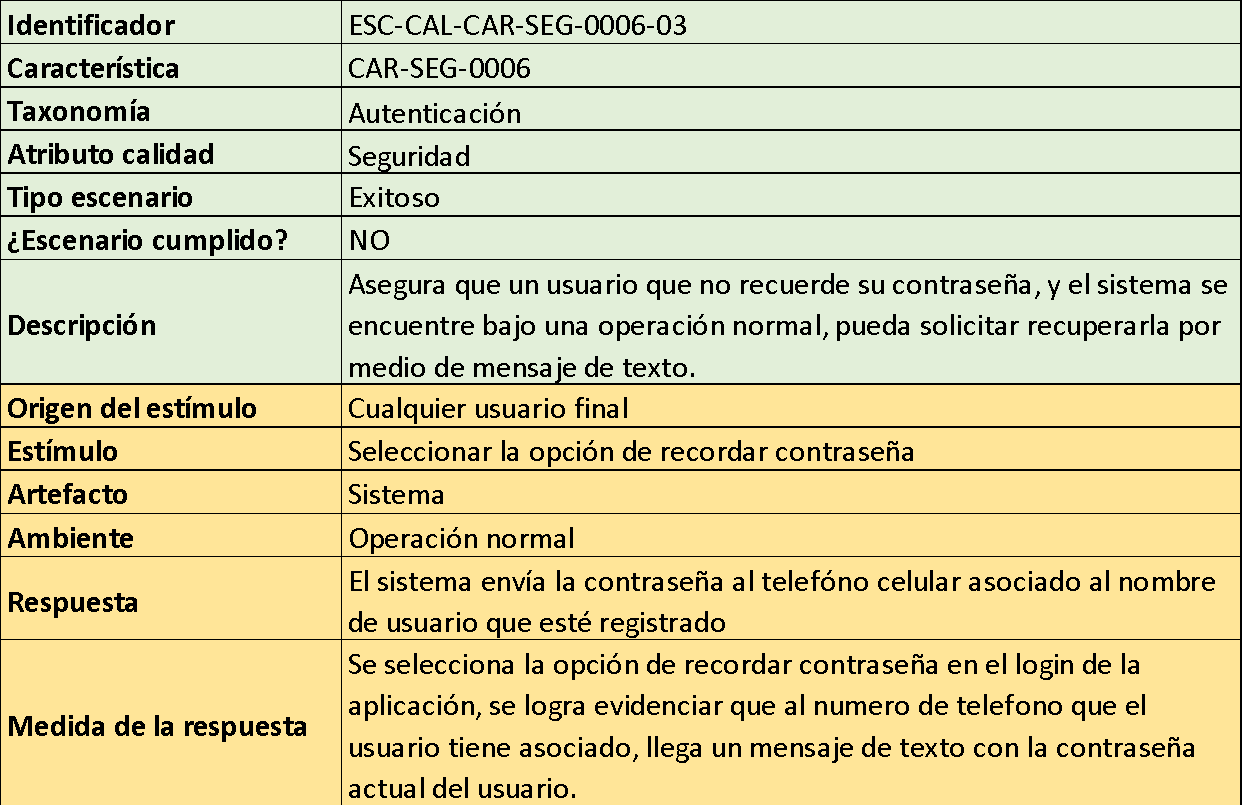 Identificador ESC-CAL-CAR-SEG-0006-03
Característica CAR-SEG-0006
Taxonomía Autenticación
Atributo calidad Seguridad
Tipo escenario Exitoso
¿Escenario cumplido? NO
Descripción
Asegura que un usuario que no recuerde su contraseña, y el sistema se
encuentre bajo una operación normal, pueda solicitar recuperarla por
medio de mensaje de texto.
Origen del estímulo Cualquier usuario final
Estímulo Seleccionar la opción de recordar contraseña
Artefacto Sistema
Ambiente Operación normal
Respuesta
El sistema envía la contraseña al telefóno celular asociado al nombre
de usuario que esté registrado
Medida de la respuesta
Se selecciona la opción de recordar contraseña en el login de la
aplicación, se logra evidenciar que al numero de telefono que el
usuario tiene asociado, llega un mensaje de texto con la contraseña
actual del usuario.